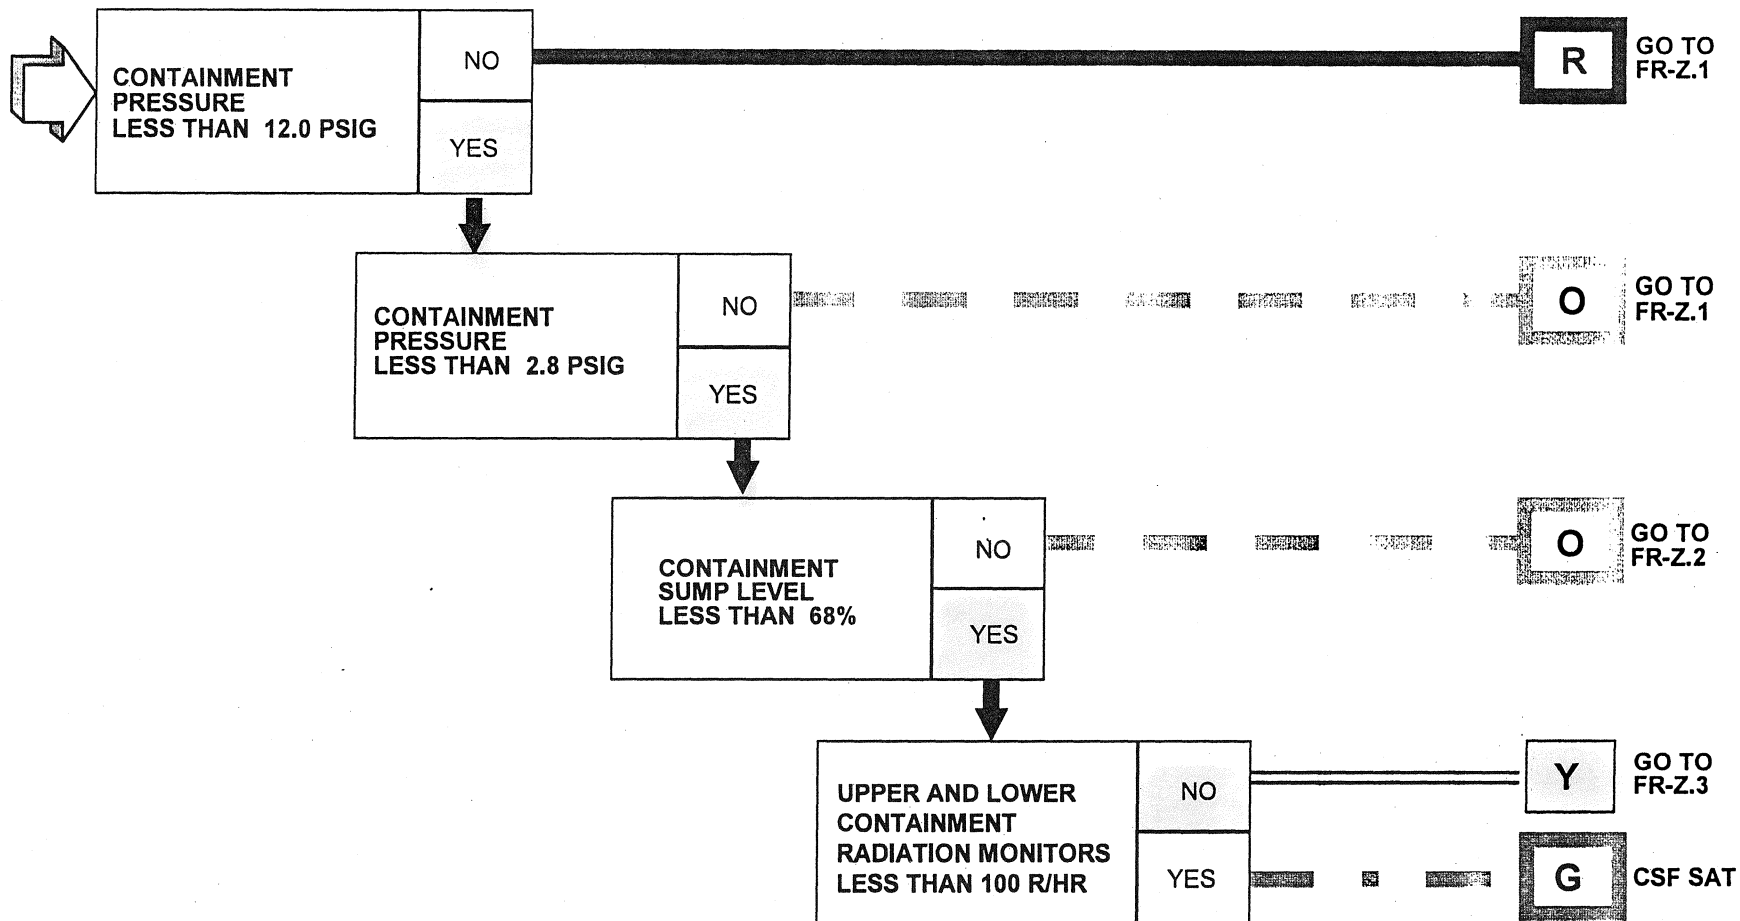 CONTAINMENT
PRESSURE
LESS THAN 12.0 PSIG
NO
YES
R
GO TO
FR-Z.1
CONTAINMENT
PRESSURE
LESS THAN 2.8 PSIG
NO
YES
O
GO TO
FR-Z.1
CONTAINMENT
SUMP LEVEL
LESS THAN 68%
NO
YES
O
GO TO
FR-Z.2
UPPER AND LOWER
CONTAINMENT
RADIATION MONITORS
LESS THAN 100 R/HR
NO
YES
Y
GO TO
FR-Z.3
G
CSF SAT